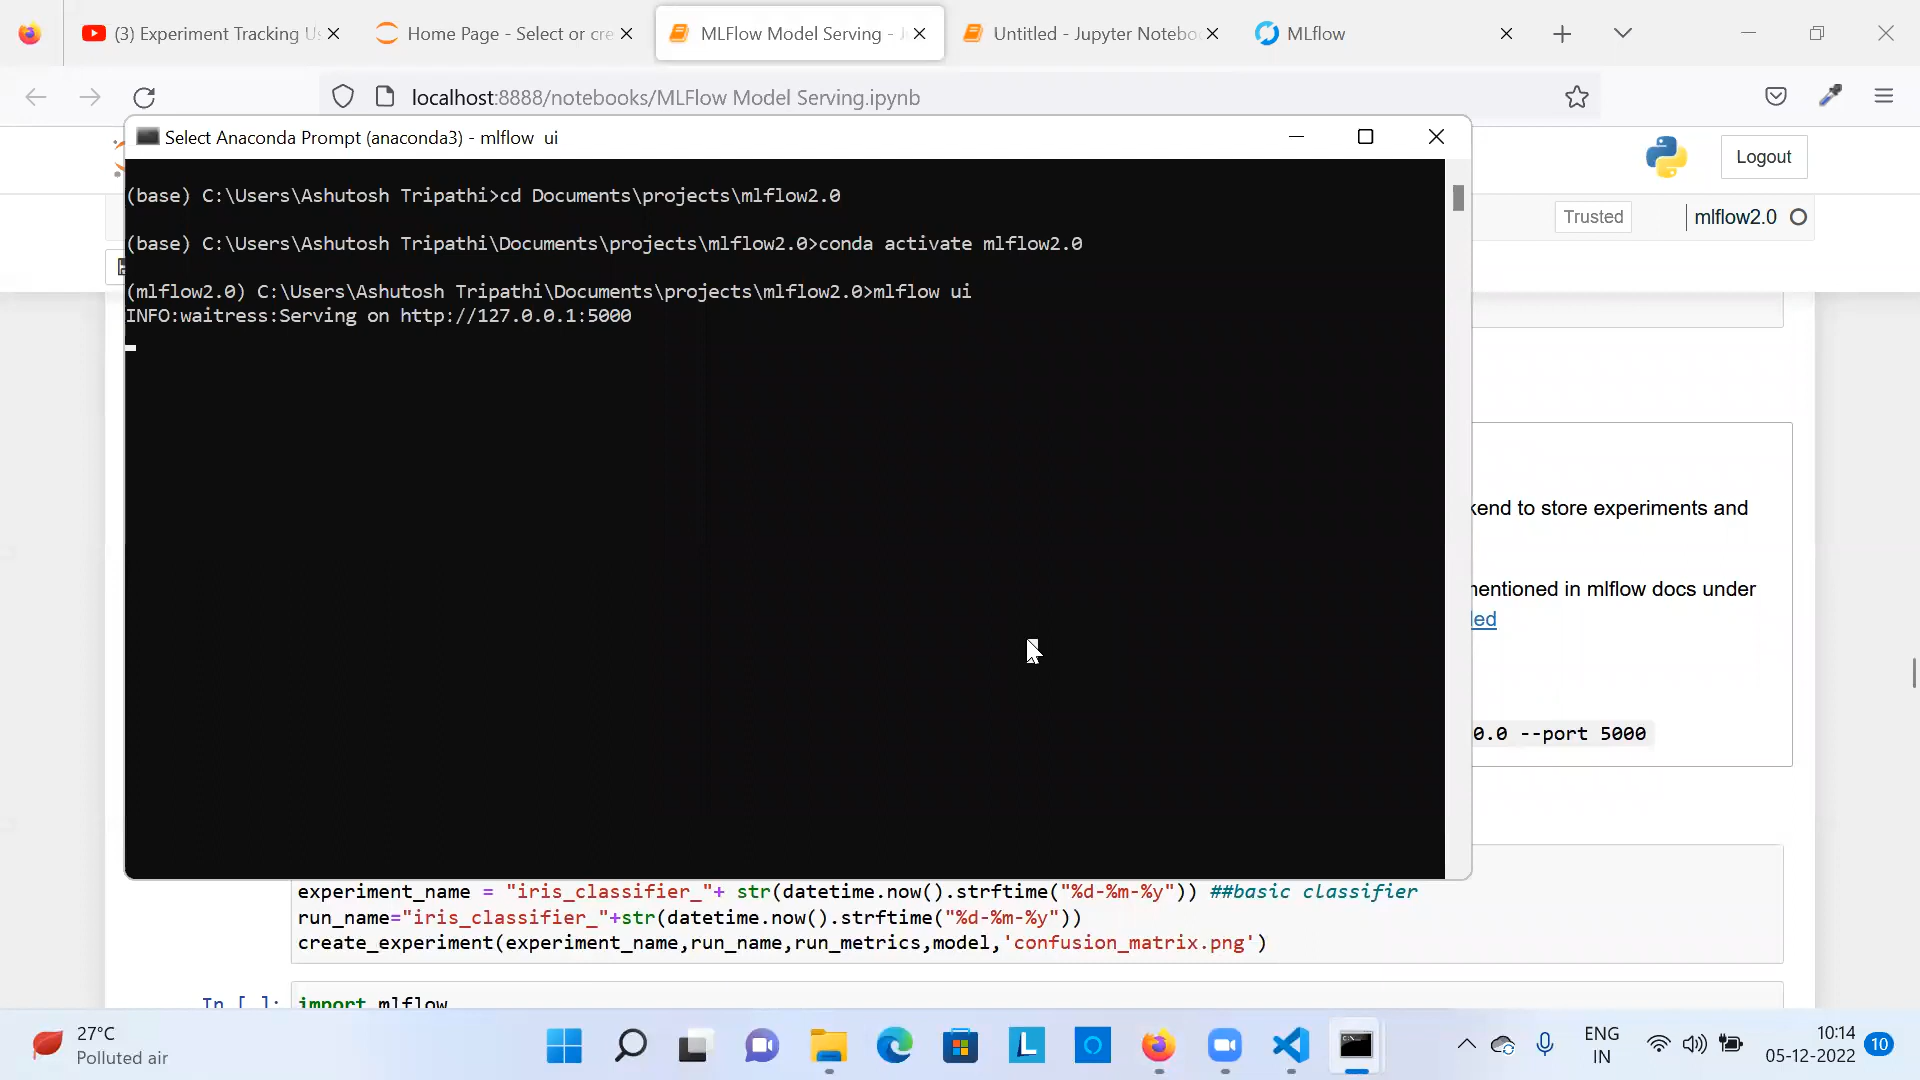 (3) Experiment Tracking Us
Home Page - Select or cre
MLFlow Model Serving - J
Untitled - Jupyter Notebo
MLflow
localhost:8888/notebooks/MLFlow Model Serving.ipynb
Select Anaconda Prompt (anaconda3) - mlflow  ui
Logout
Trusted
mlflow2.0
(base) C:\Users\Ashutosh Tripathi>cd Documents\projects\mlflow2.0
(base) C:\Users\Ashutosh Tripathi\Documents\projects\mlflow2.0>conda activate mlflow2.0
(mlflow2.0) C:\Users\Ashutosh Tripathi\Documents\projects\mlflow2.0>mlflow ui
INFO:waitress:Serving on http://127.0.0.1:5000
kend to store experiments and
mentioned in mlflow docs under
led
0.0 --port 5000
experiment_name = "iris_classifier_"+ str(datetime.now().strftime("%d-%m-%y")) ##basic classifier
run_name="iris_classifier_"+str(datetime.now().strftime("%d-%m-%y"))
create_experiment(experiment_name,run_name,run_metrics,model,'confusion_matrix.png')
In [ ]: import mlflow
27°C
Polluted air
ENG
IN
10:14
05-12-2022
10